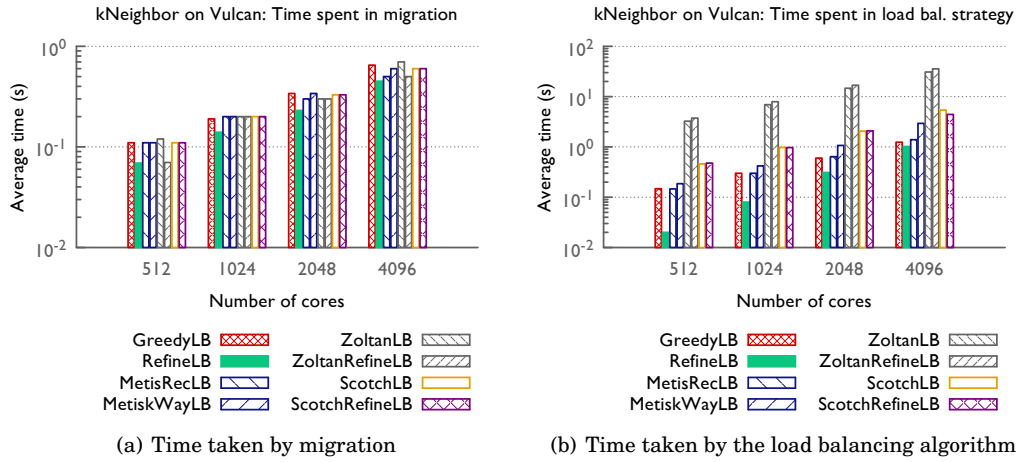 kNeighbor on Vulcan: Time spent in migration
10^0
10^-1
10^-2
Average time (s)
512 1024 2048 4096
Number of cores
GreedyLB
RefineLB
MetisRecLB
MetiskWayLB
ZoltanLB
ZoltanRefineLB
ScotchLB
ScotchRefineLB
(a) Time taken by migration
kNeighbor on Vulcan: Time spent in load bal. strategy
10^2
10^1
10^0
10^-1
10^-2
Average time (s)
512 1024 2048 4096
Number of cores
GreedyLB
RefineLB
MetisRecLB
MetiskWayLB
ZoltanLB
ZoltanRefineLB
ScotchLB
ScotchRefineLB
(b) Time taken by the load balancing algorithm